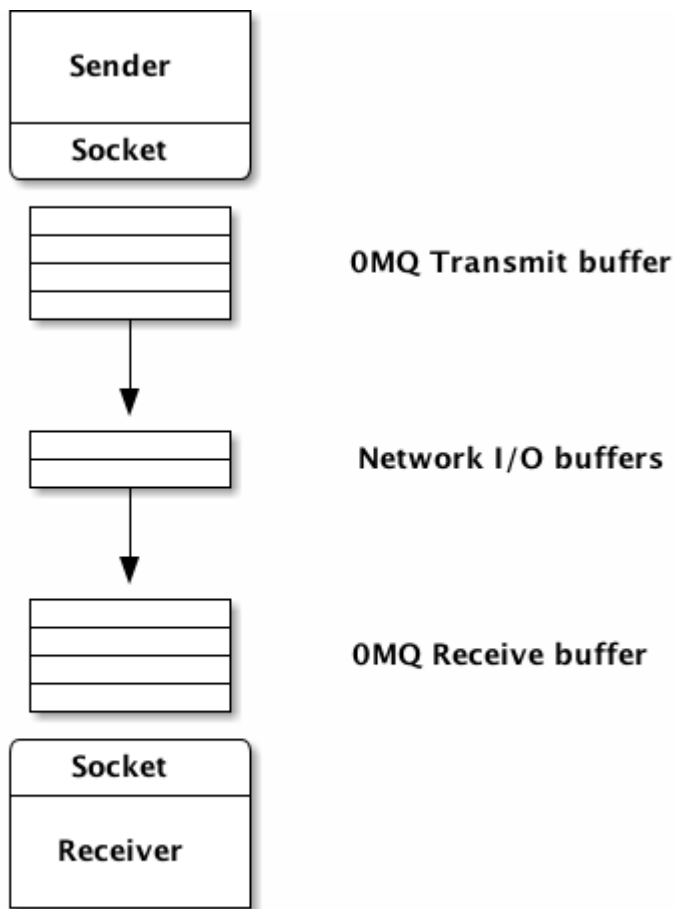 Sender
Socket
0MQ Transmit buffer
Network I/O buffers
0MQ Receive buffer
Socket
Receiver